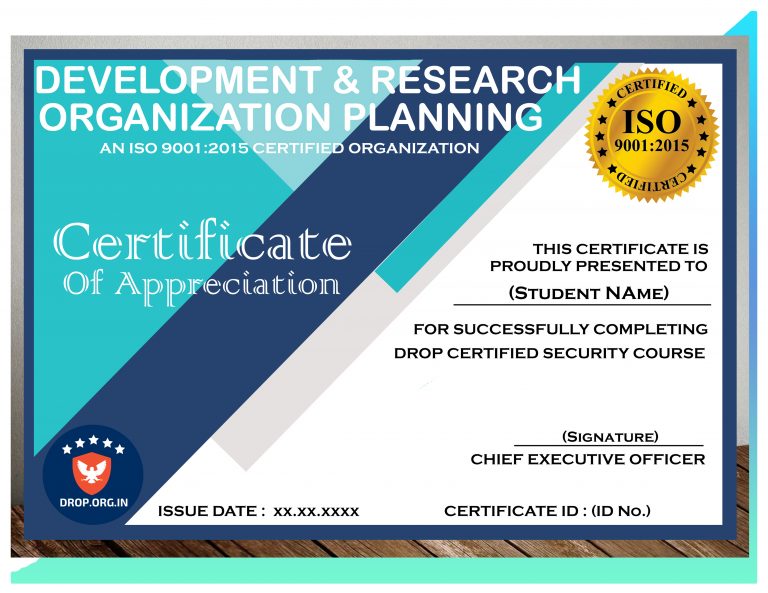 DEVELOPMENT & RESEARCH
ORGANIZATION PLANNING
AN ISO 9001:2015 CERTIFIED ORGANIZATION
CERTIFIED
ISO
9001:2015
CERTIFIED
Certificate
Of Appreciation
THIS CERTIFICATE IS
PROUDLY PRESENTED TO
(Student NAme)
FOR SUCCESSFULLY COMPLETING
DROP CERTIFIED SECURITY COURSE
(Signature)
CHIEF EXECUTIVE OFFICER
DROP.ORG.IN
ISSUE DATE : xx.xx.xxxx
CERTIFICATE ID : (ID No.)